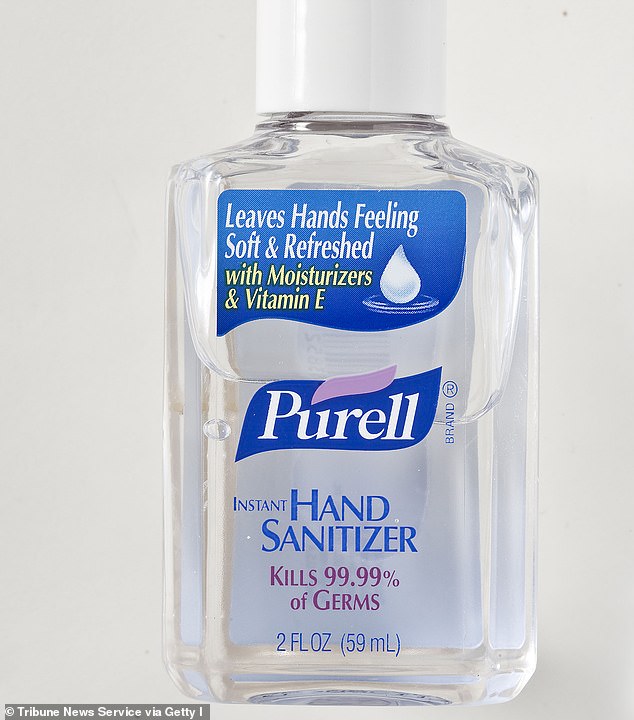 Leaves Hands Feeling
Soft & Refreshed
with Moisturizers
& Vitamin E
Purell
BRAND ®
INSTANT HAND
SANITIZER
KILLS 99.99%
of GERMS
2 FL OZ (59 mL)
© Tribune News Service via Getty I